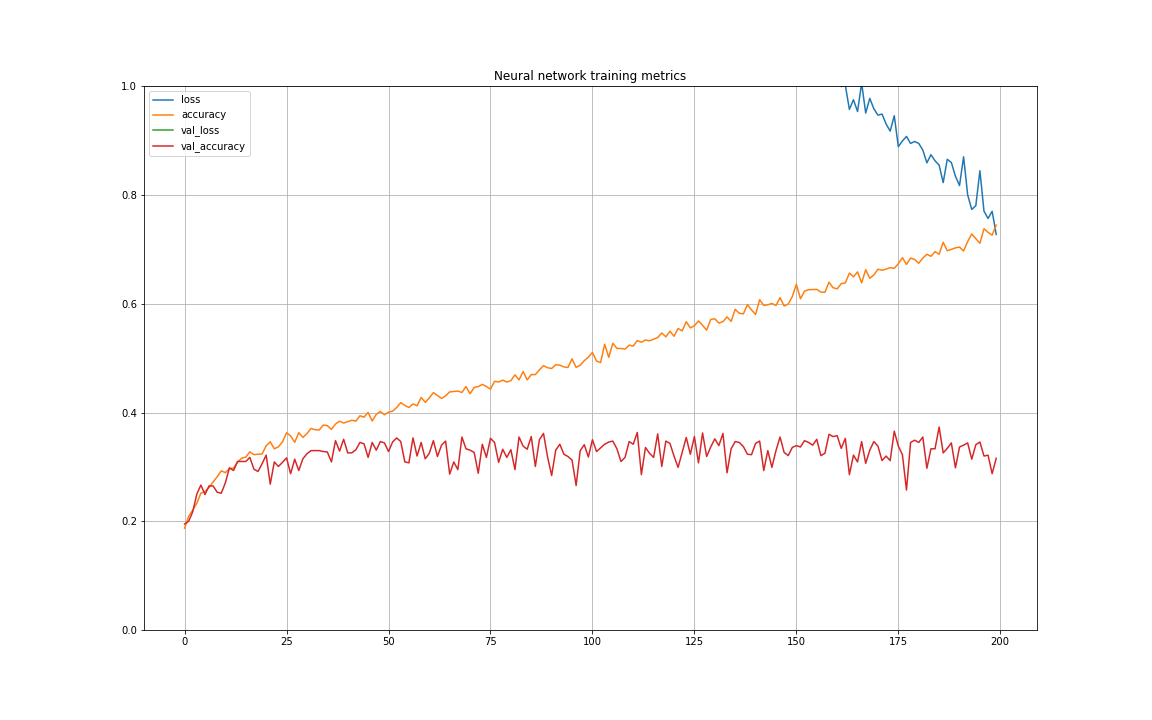 Neural network training metrics
1.0
loss
accuracy
val_loss
val_accuracy
0.8
0.6
0.4
0.2
0.0
0 25 50 75 100 125 150 175 200